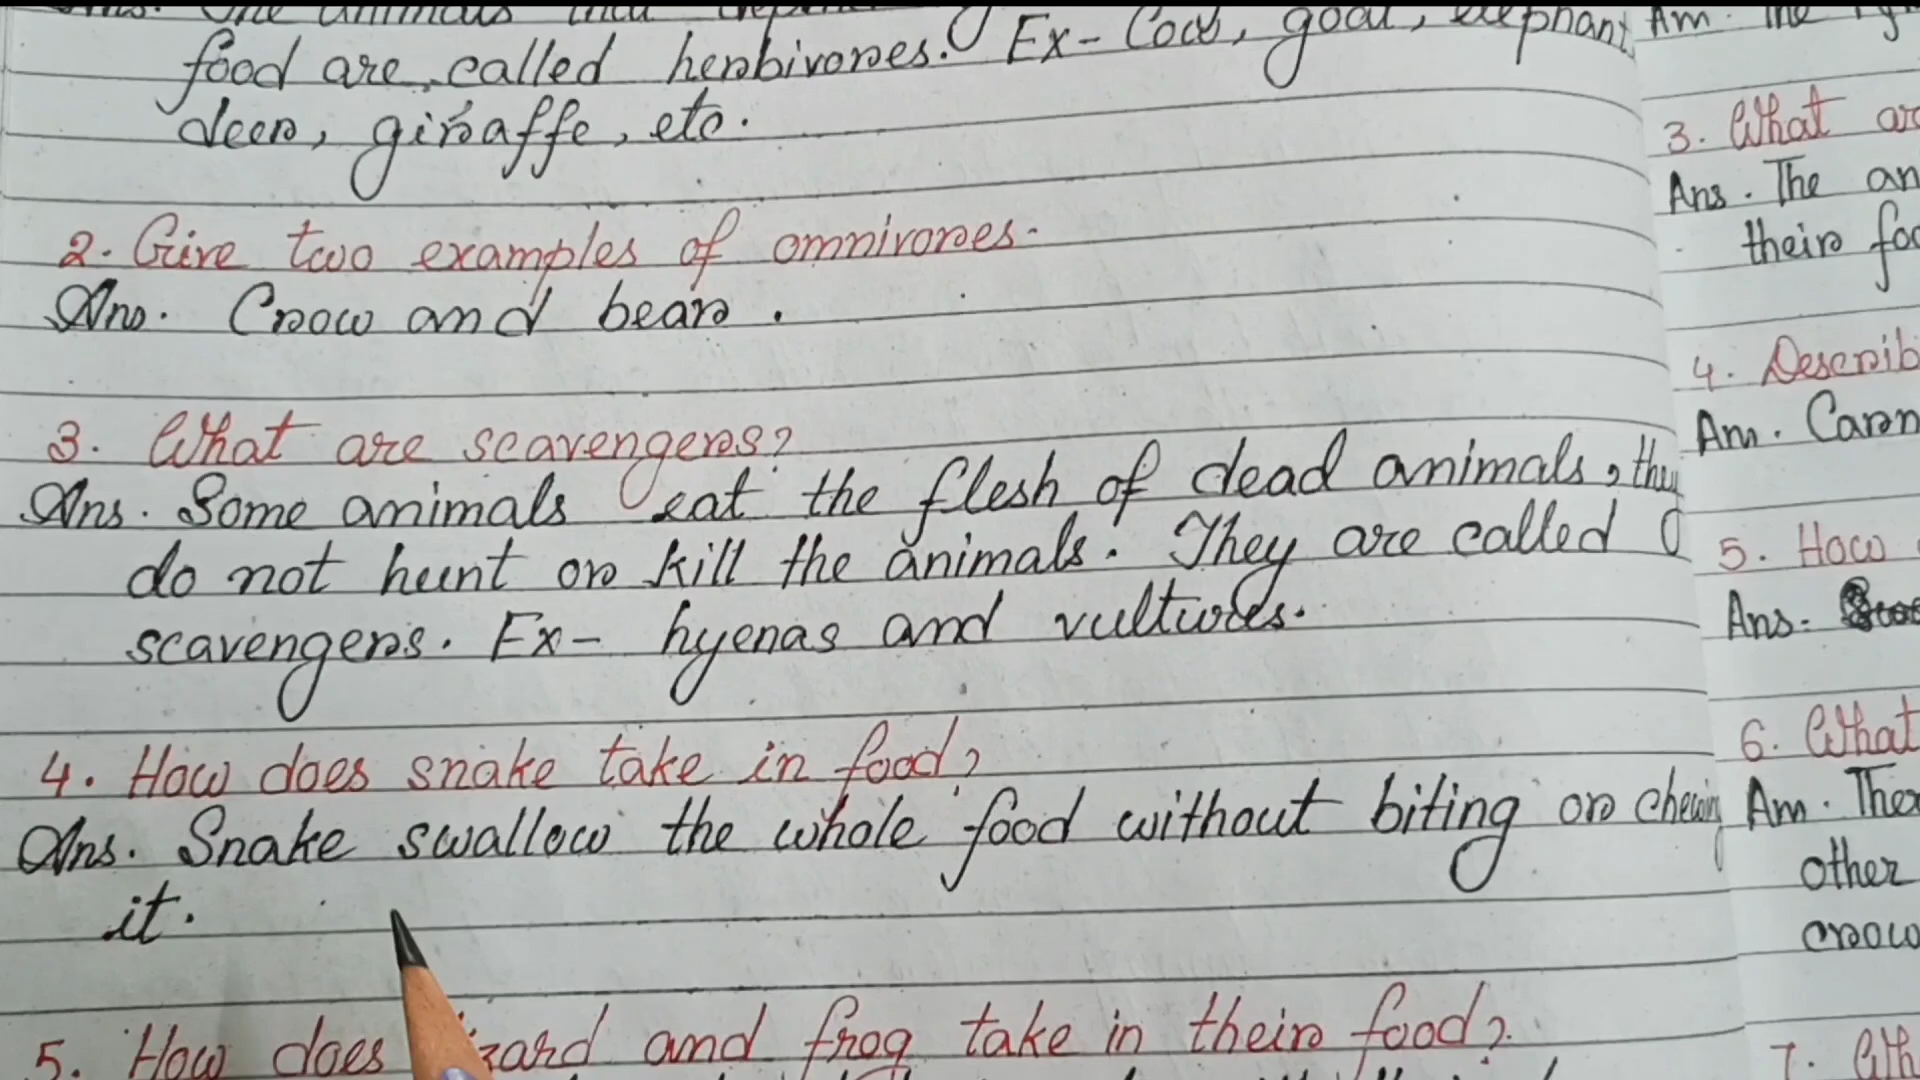 food are called herbivores. Ex- Cow, goat, elephant
deer, giraffe, etc.
2. Give two examples of omnivores.
Ans. Crow and bear.
3. What are scavengers?
Ans. Some animals eat the flesh of dead animals, they
do not hunt or kill the animals. They are called
scavengers. Ex- hyenas and vultures.
4. How does snake take in food?
Ans. Snake swallow the whole food without biting or chewing
it.
5. How does and frog take in their food?
Ans. The
3. What
Ans. The
their
4.
Ans.
5. How
Ans.
6. What
Ans.
other
crow
7.